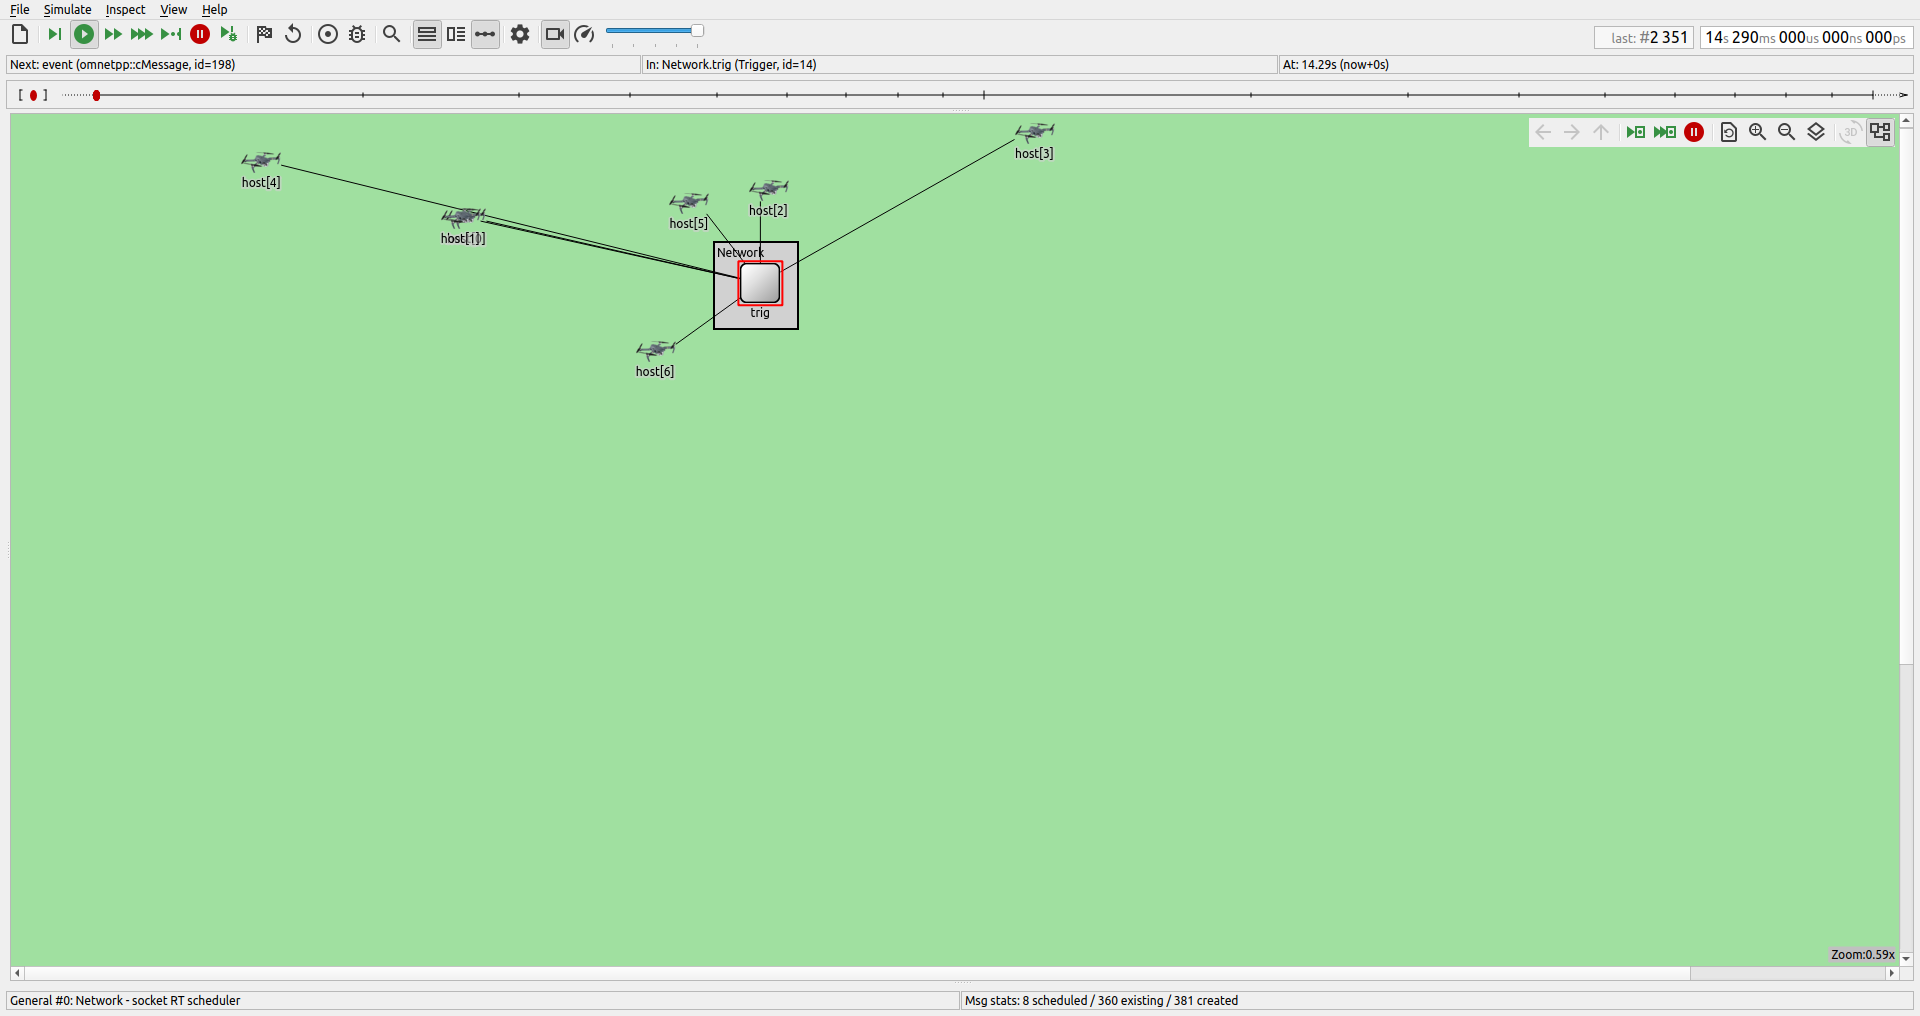 File Simulate Inspect View Help
last: #2 351 14s 290ms 000us 000ns 000ps
Next: event (omnetpp::cMessage, id=198) In: Network.trig (Trigger, id=14) At: 14.29s (now+0s)
[ ]
3D
host[3]
host[4]
host[2]
host[5]
host[1]
Network
trig
host[6]
Zoom:0.59x
General #0: Network - socket RT scheduler Msg stats: 8 scheduled / 360 existing / 381 created